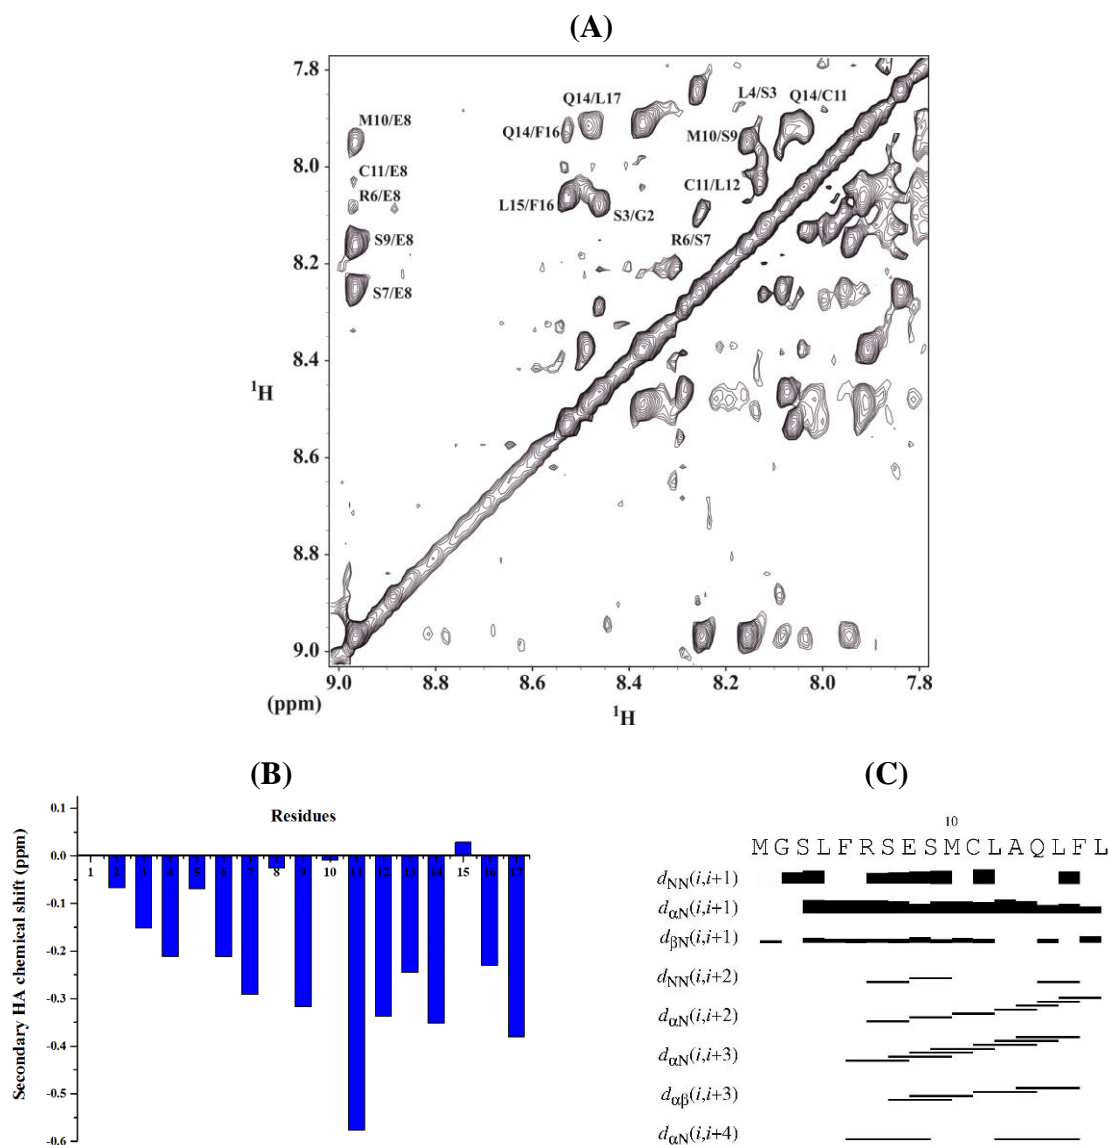 (A)
7.8
8.0
8.2
8.4
8.6
8.8
9.0
¹H
M10/E8
C11/E8
R6/E8
S9/E8
S7/E8
Q14/L17
Q14/F16
L15/F16
S3/G2
L4/S3
Q14/C11
M10/S9
C11/L12
R6/S7
9.0 8.8 8.6 8.4 8.2 8.0 7.8
(ppm)
¹H
(B)
Residues
Secondary HA chemical shift (ppm)
0.1
0.0
-0.1
-0.2
-0.3
-0.4
-0.5
-0.6
1 2 3 4 5 6 7 8 9 10 11 12 13 14 15 16 17
(C)
10
M G S L F R S E S M C L A Q L F L
dNN(i,i+1)
dαN(i,i+1)
dβN(i,i+1)
dNN(i,i+2)
dαN(i,i+2)
dαN(i,i+3)
dαβ(i,i+3)
dαN(i,i+4)